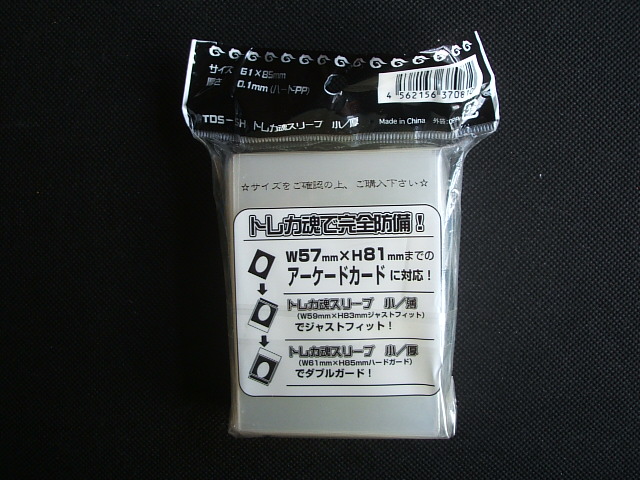 サイズ 61×85mm
厚さ 0.1mm(ハードPP)
TDS-SH トレカ魂スリーブ 小/厚
4 562156 3708
Made in China 外装:OPP
☆サイズをご確認の上、ご購入下さい☆
トレカ魂で完全防備!
W57mm×H81mmまでの
アーケードカードに対応!
トレカ魂スリーブ 小/薄
(W59mm×H83mmジャストフィット)
でジャストフィット!
トレカ魂スリーブ 小/厚
(W61mm×H85mmハードガード)
でダブルガード!